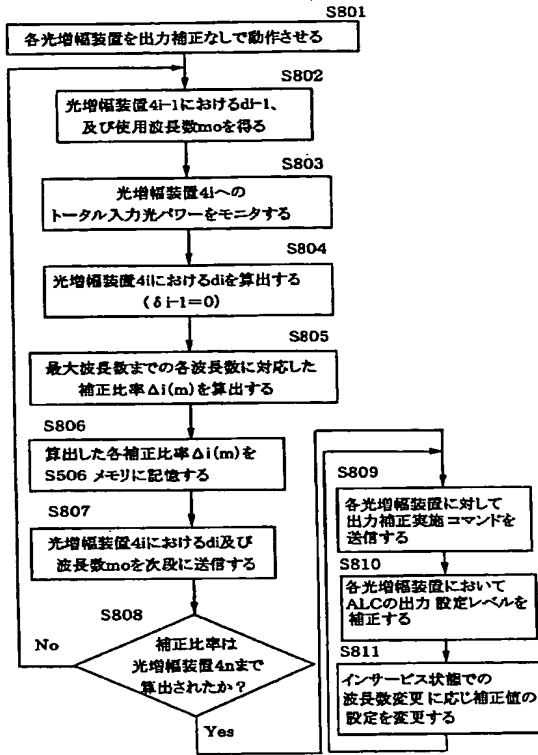 S801
各光増幅装置を出力補正なしで動作させる
S802
光増幅装置4i-1におけるdi-1、
及び使用波長数moを得る
S803
光増幅装置4iへの
トータル入力光パワーをモニタする
S804
光増幅装置4iにおけるdiを算出する
(δi-1=0)
S805
最大波長数までの各波長数に対応した
補正比率Δi(m)を算出する
S806
算出した各補正比率Δi(m)を
S506 メモリに記憶する
S807
光増幅装置4iにおけるdi及び
波長数moを次段に送信する
S808
補正比率は
光増幅装置4nまで
算出されたか?
No
Yes
S809
各光増幅装置に対して
出力補正実施コマンドを
送信する
S810
各光増幅装置において
ALCの出力設定レベルを
補正する
S811
インサービス状態での
波長数変更に応じ補正値の
設定を変更する